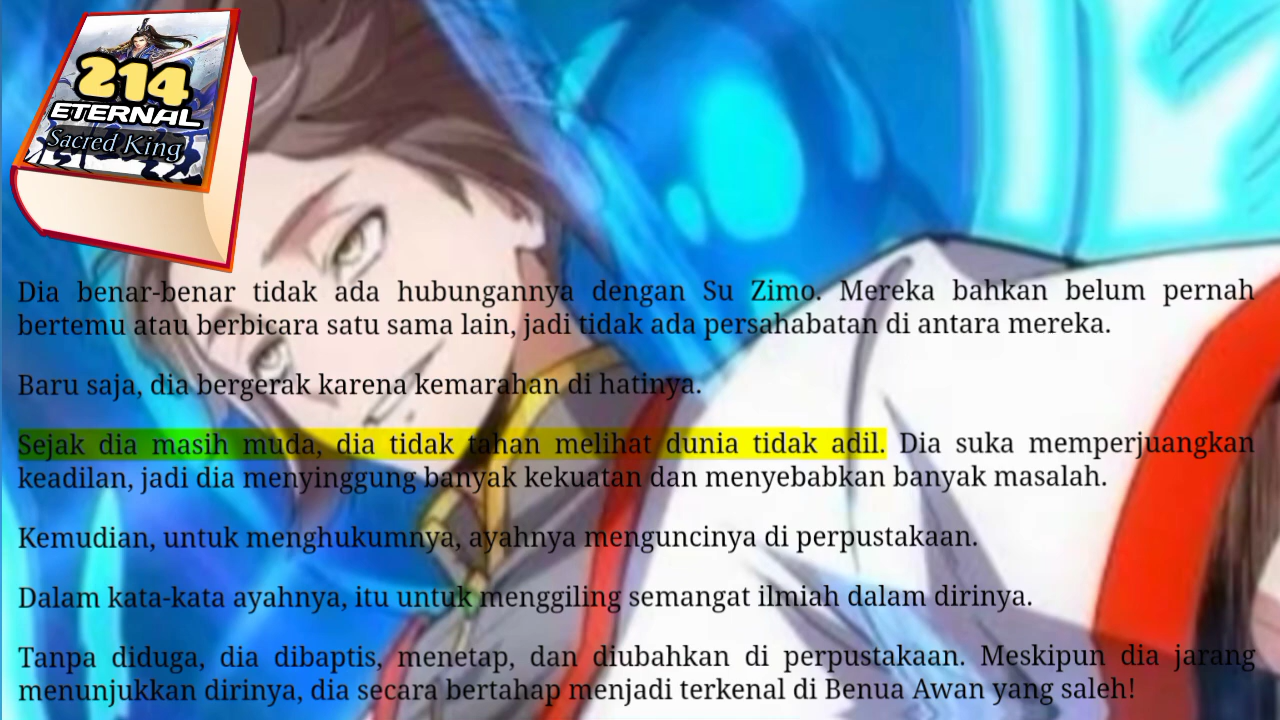 214
ETERNAL
Sacred King
Dia benar-benar tidak ada hubungannya dengan Su Zimo. Mereka bahkan belum pernah
bertemu atau berbicara satu sama lain, jadi tidak ada persahabatan di antara mereka.
Baru saja, dia bergerak karena kemarahan di hatinya.
Sejak dia masih muda, dia tidak tahan melihat dunia tidak adil. Dia suka memperjuangkan
keadilan, jadi dia menyinggung banyak kekuatan dan menyebabkan banyak masalah.
Kemudian, untuk menghukumnya, ayahnya menguncinya di perpustakaan.
Dalam kata-kata ayahnya, itu untuk menggiling semangat ilmiah dalam dirinya.
Tanpa diduga, dia dibaptis, menetap, dan diubahkan di perpustakaan. Meskipun dia jarang
menunjukkan dirinya, dia secara bertahap menjadi terkenal di Benua Awan yang saleh!